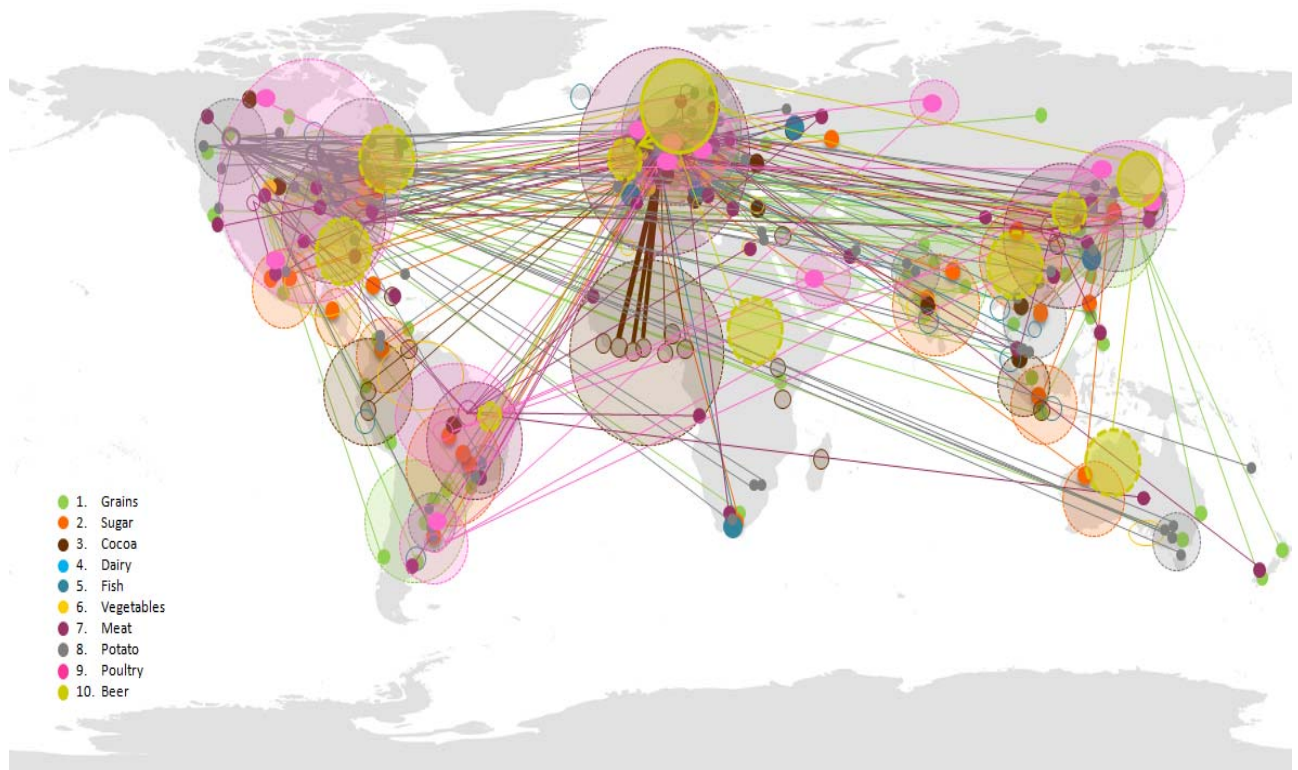 1. Grains
2. Sugar
3. Cocoa
4. Dairy
5. Fish
6. Vegetables
7. Meat
8. Potato
9. Poultry
10. Beer